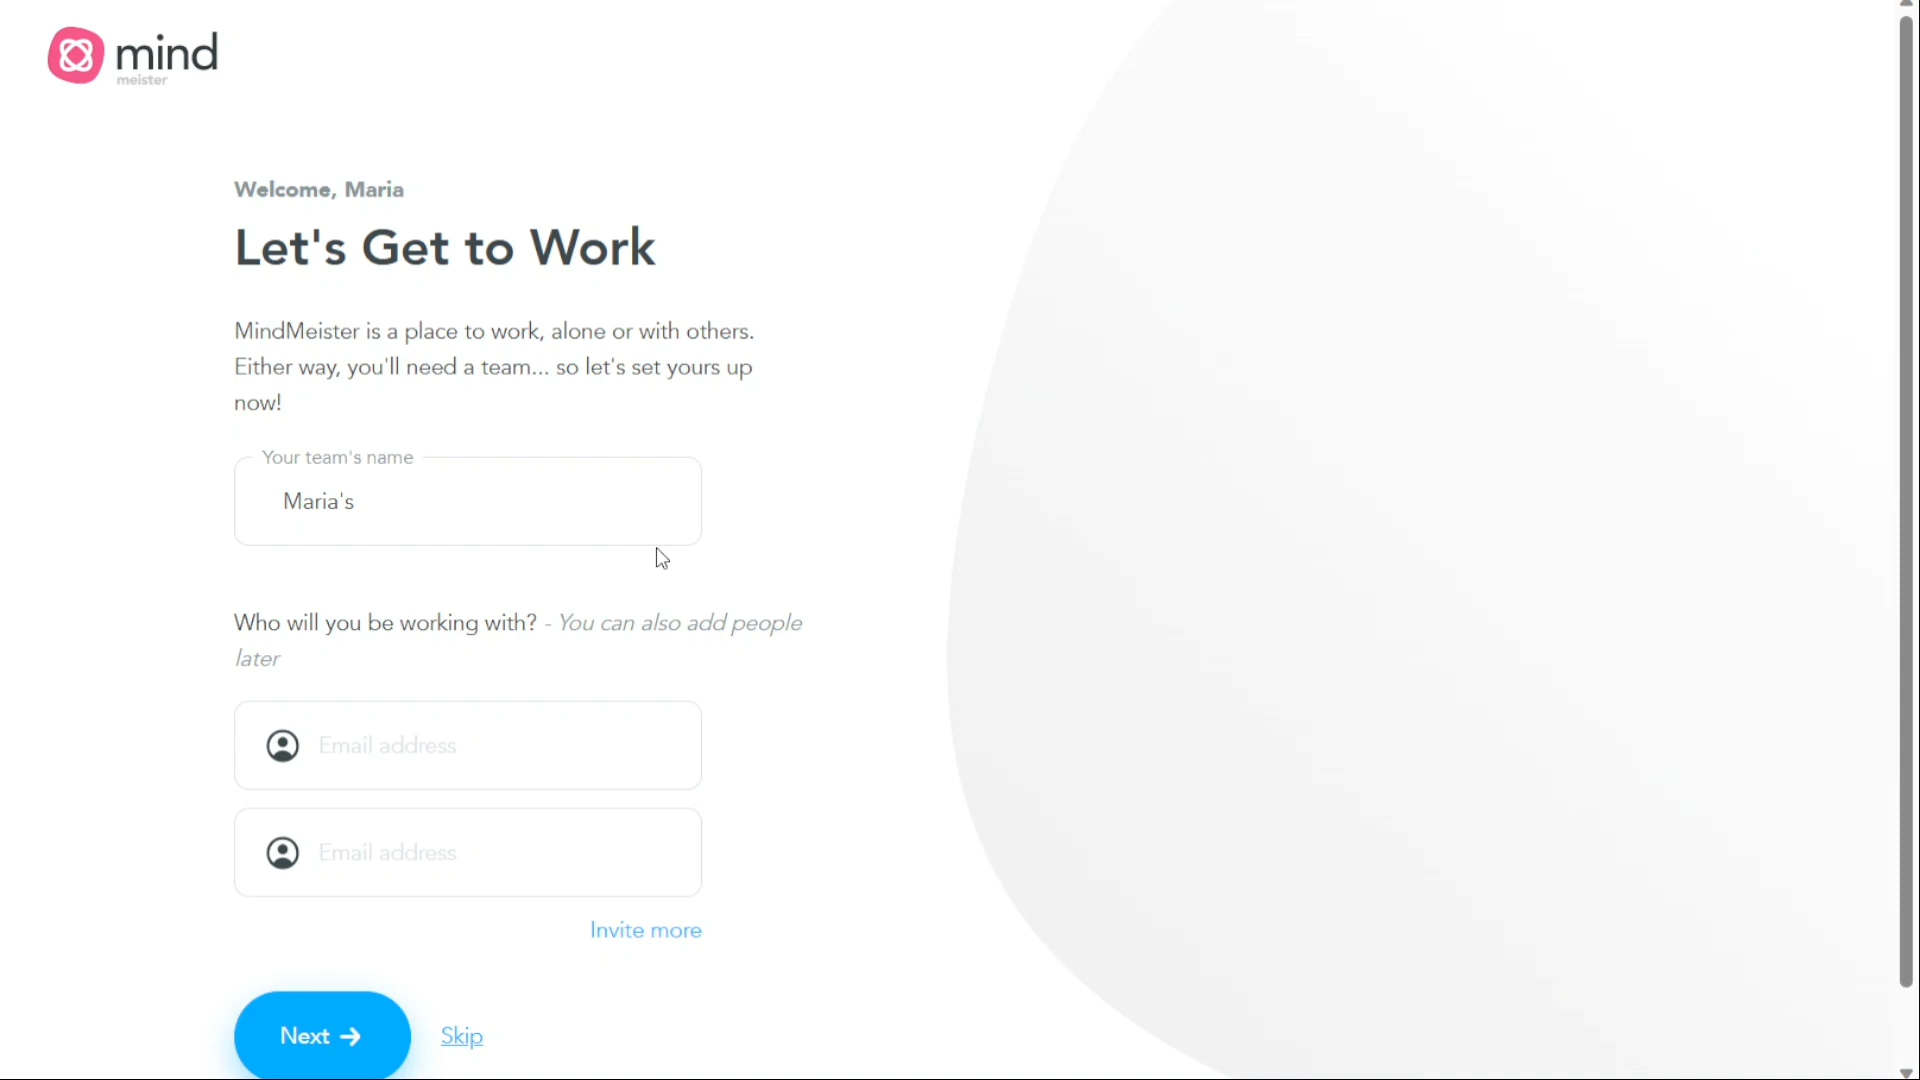 mind
meister
Welcome, Maria
Let's Get to Work
MindMeister is a place to work, alone or with others.
Either way, you'll need a team... so let's set yours up
now!
Your team's name
Maria's
Who will you be working with? - You can also add people
later
Email address
Email address
Invite more
Next
Skip